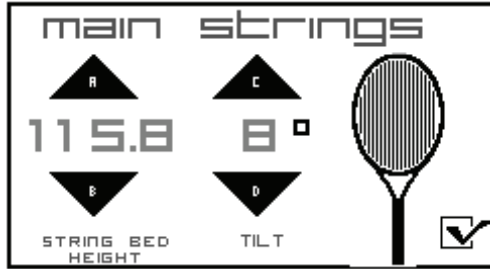 main strings
A C
115.8 8°
B D
STRING BED TILT
HEIGHT